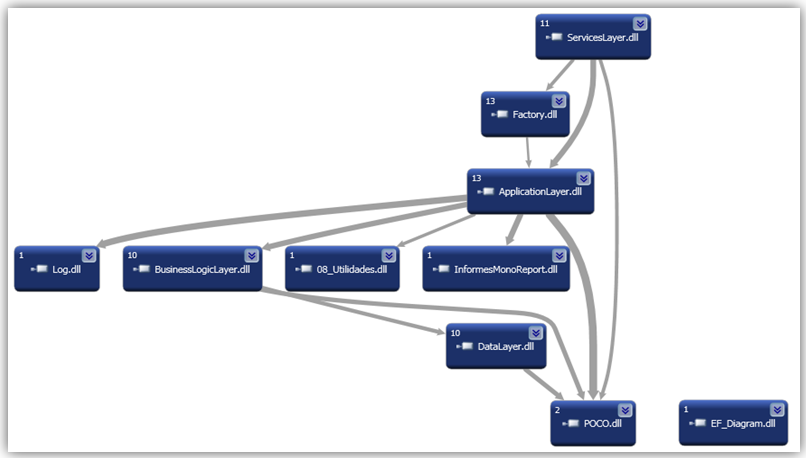 11
ServicesLayer.dll
13
Factory.dll
13
ApplicationLayer.dll
1
Log.dll
10
BusinessLogicLayer.dll
1
08_Utilidades.dll
1
InformesMonoReport.dll
10
DataLayer.dll
2
POCO.dll
1
EF_Diagram.dll